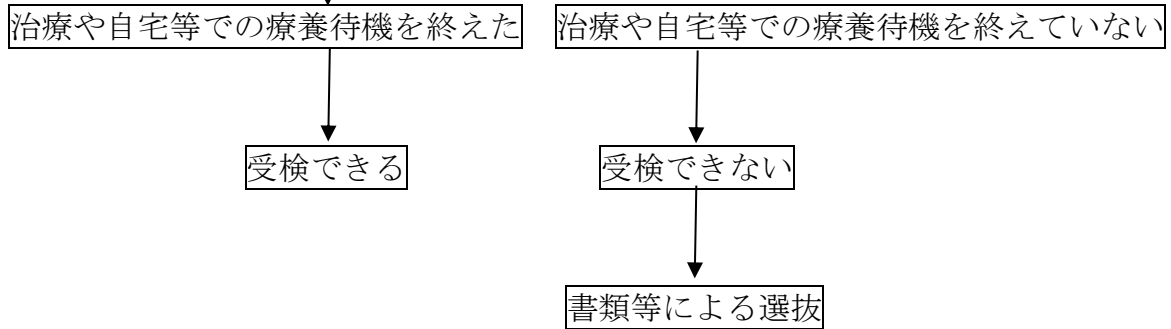 治療や自宅等での療養待機を終えた
治療や自宅等での療養待機を終えていない
受検できる
受検できない
書類等による選抜